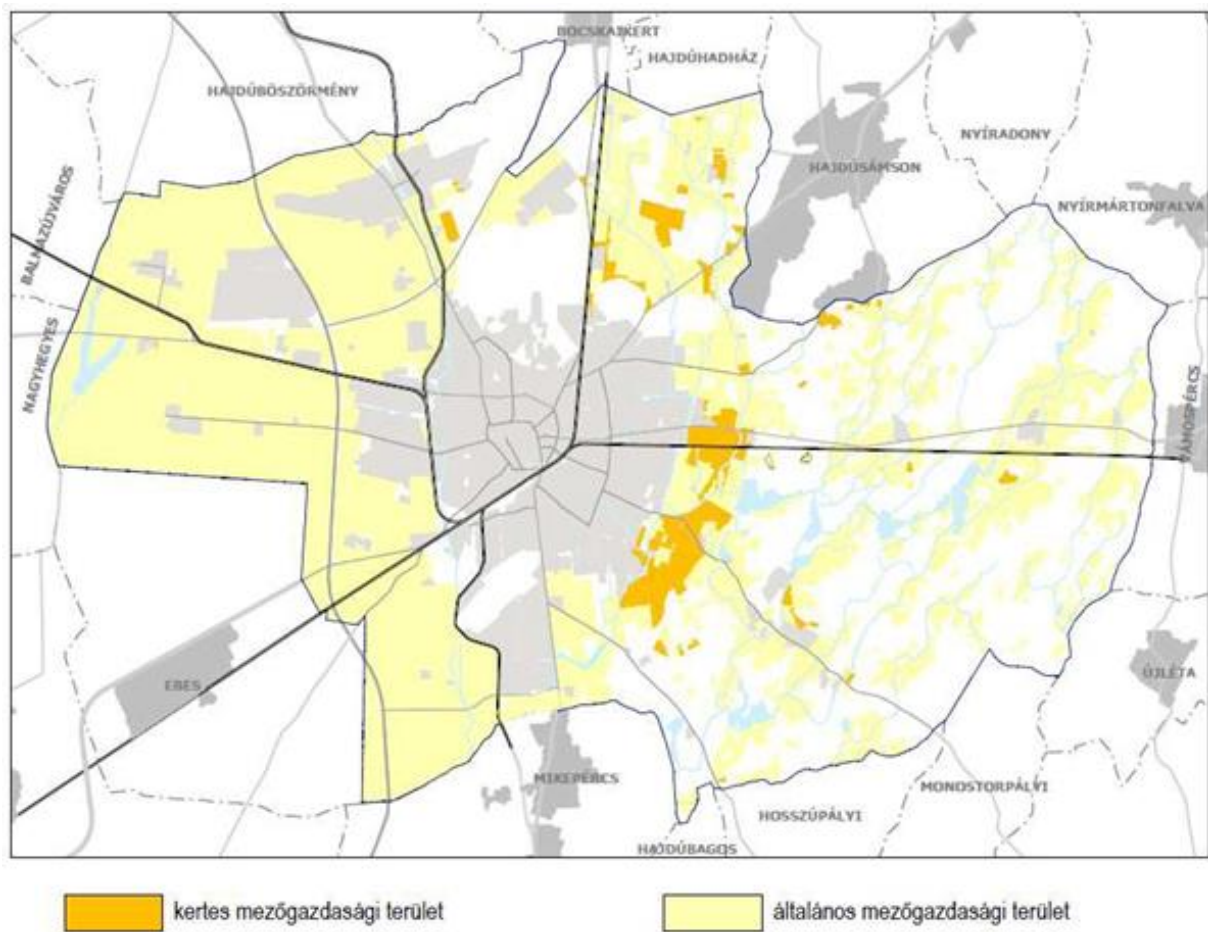 BOCSKAIKERT
HAJDÚHADHÁZ
HAJDÚBÖSZÖRMÉNY
NYÍRADONY
HAJDÚSÁMSON
NYÍRMÁRTONFALVA
BALMAZÚJVÁROS
NAGYHEGYES
VÁMOSPÉRCS
EBES
ÚJLÉTA
MIKEPÉRCS
MONOSTORPÁLYI
HOSSZÚPÁLYI
HAJDÚBAGOS
kertes mezőgazdasági terület
általános mezőgazdasági terület